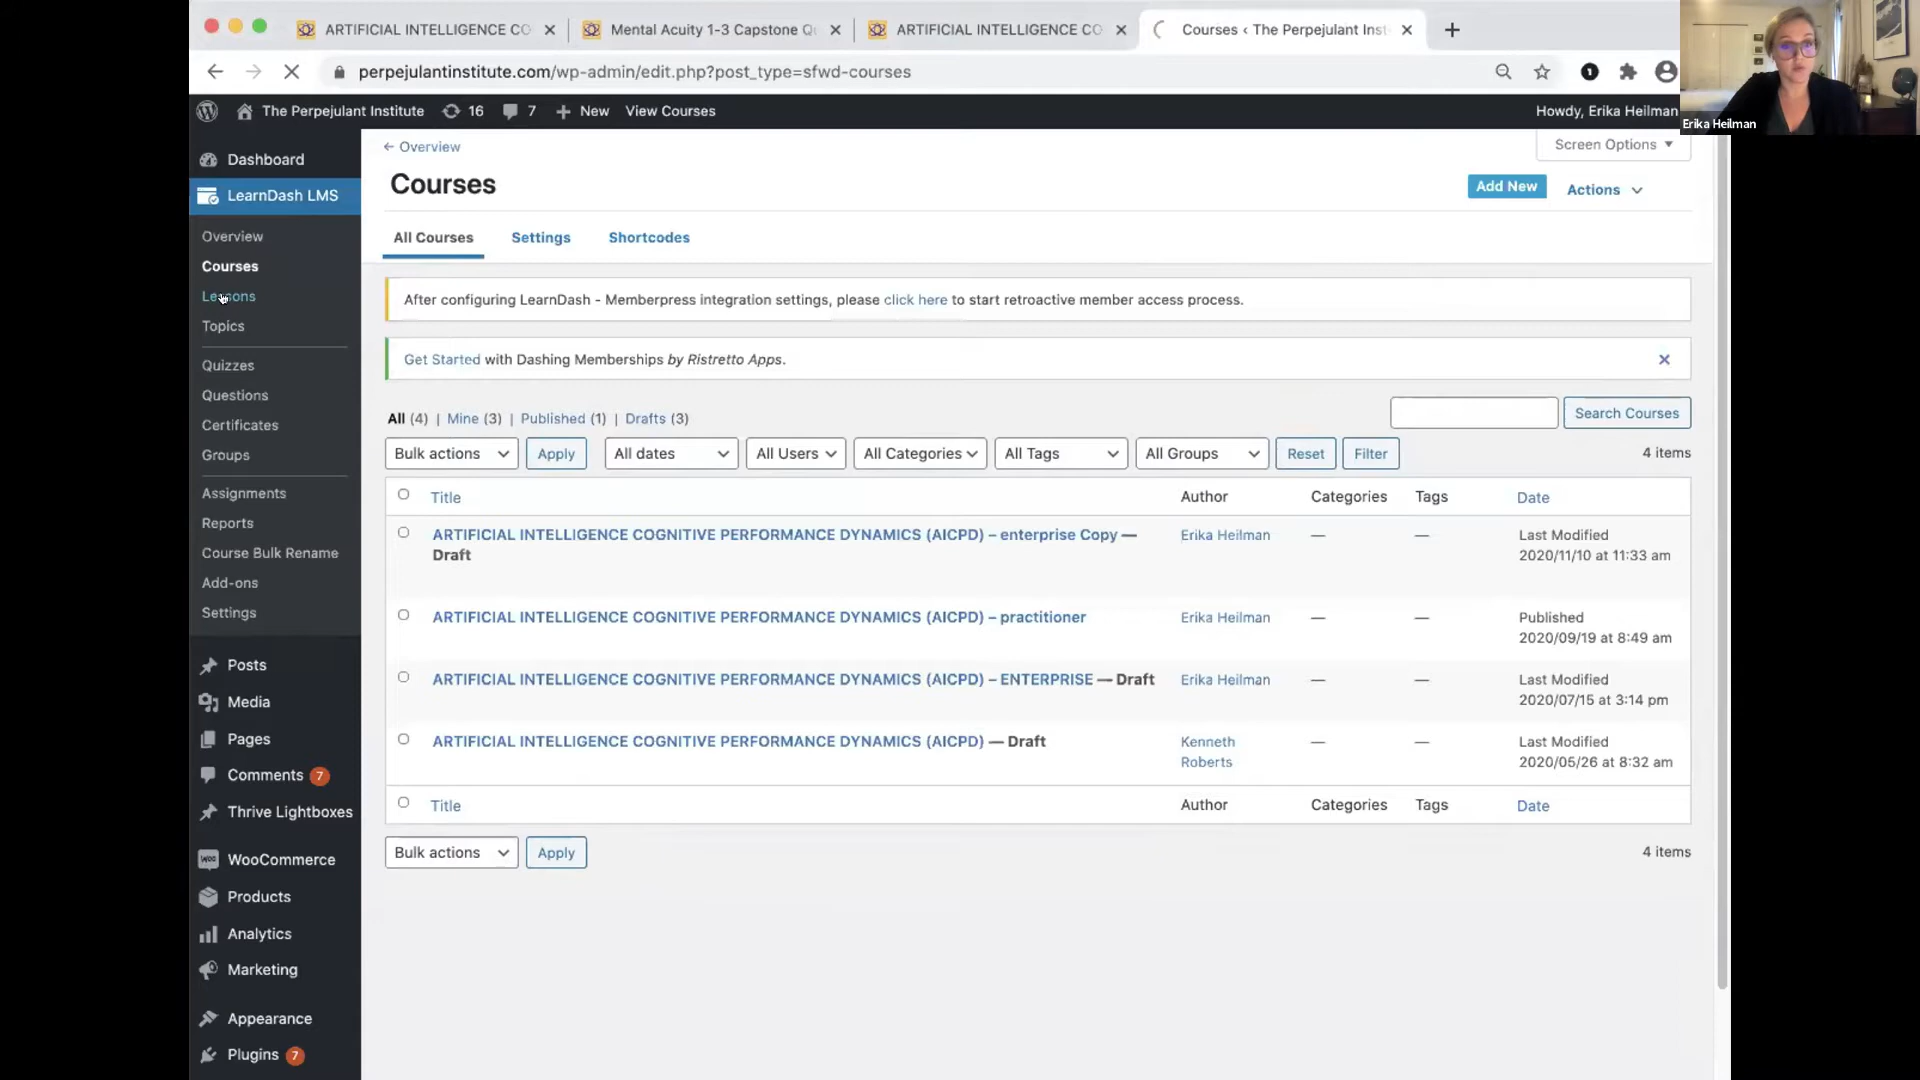 ARTIFICIAL INTELLIGENCE CO
Mental Acuity 1-3 Capstone Qu
ARTIFICIAL INTELLIGENCE CO
Courses ‹ The Perpejulant Inst
perpejulantinstitute.com/wp-admin/edit.php?post_type=sfwd-courses
The Perpejulant Institute
16
7
New
View Courses
Howdy, Erika Heilman
Erika Heilman
Dashboard
LearnDash LMS
Overview
Courses
Lessons
Topics
Quizzes
Questions
Certificates
Groups
Assignments
Reports
Course Bulk Rename
Add-ons
Settings
Posts
Media
Pages
Comments 7
Thrive Lightboxes
WooCommerce
Products
Analytics
Marketing
Appearance
Plugins 7
← Overview
Screen Options
Courses
Add New
Actions
All Courses
Settings
Shortcodes
After configuring LearnDash - Memberpress integration settings, please click here to start retroactive member access process.
Get Started with Dashing Memberships by Ristretto Apps.
All (4) | Mine (3) | Published (1) | Drafts (3)
Search Courses
Bulk actions
Apply
All dates
All Users
All Categories
All Tags
All Groups
Reset
Filter
4 items
Title
Author
Categories
Tags
Date
ARTIFICIAL INTELLIGENCE COGNITIVE PERFORMANCE DYNAMICS (AICPD) – enterprise Copy —
Draft
Erika Heilman
—
—
Last Modified
2020/11/10 at 11:33 am
ARTIFICIAL INTELLIGENCE COGNITIVE PERFORMANCE DYNAMICS (AICPD) – practitioner
Erika Heilman
—
—
Published
2020/09/19 at 8:49 am
ARTIFICIAL INTELLIGENCE COGNITIVE PERFORMANCE DYNAMICS (AICPD) – ENTERPRISE — Draft
Erika Heilman
—
—
Last Modified
2020/07/15 at 3:14 pm
ARTIFICIAL INTELLIGENCE COGNITIVE PERFORMANCE DYNAMICS (AICPD) — Draft
Kenneth
Roberts
—
—
Last Modified
2020/05/26 at 8:32 am
Title
Author
Categories
Tags
Date
Bulk actions
Apply
4 items